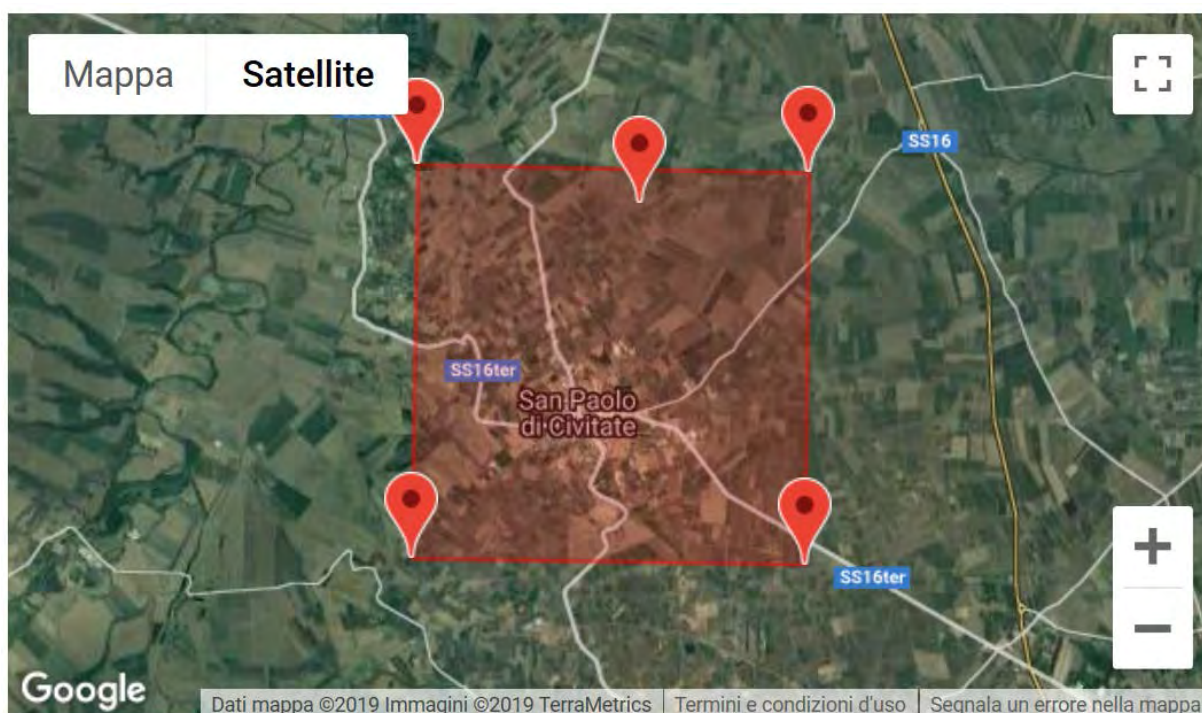 Mappa
Satellite
SS16
SS16ter
San Paolo
di Civitate
SS16ter
Google
Dati mappa ©2019 Immagini ©2019 TerraMetrics
Termini e condizioni d'uso
Segnala un errore nella mappa